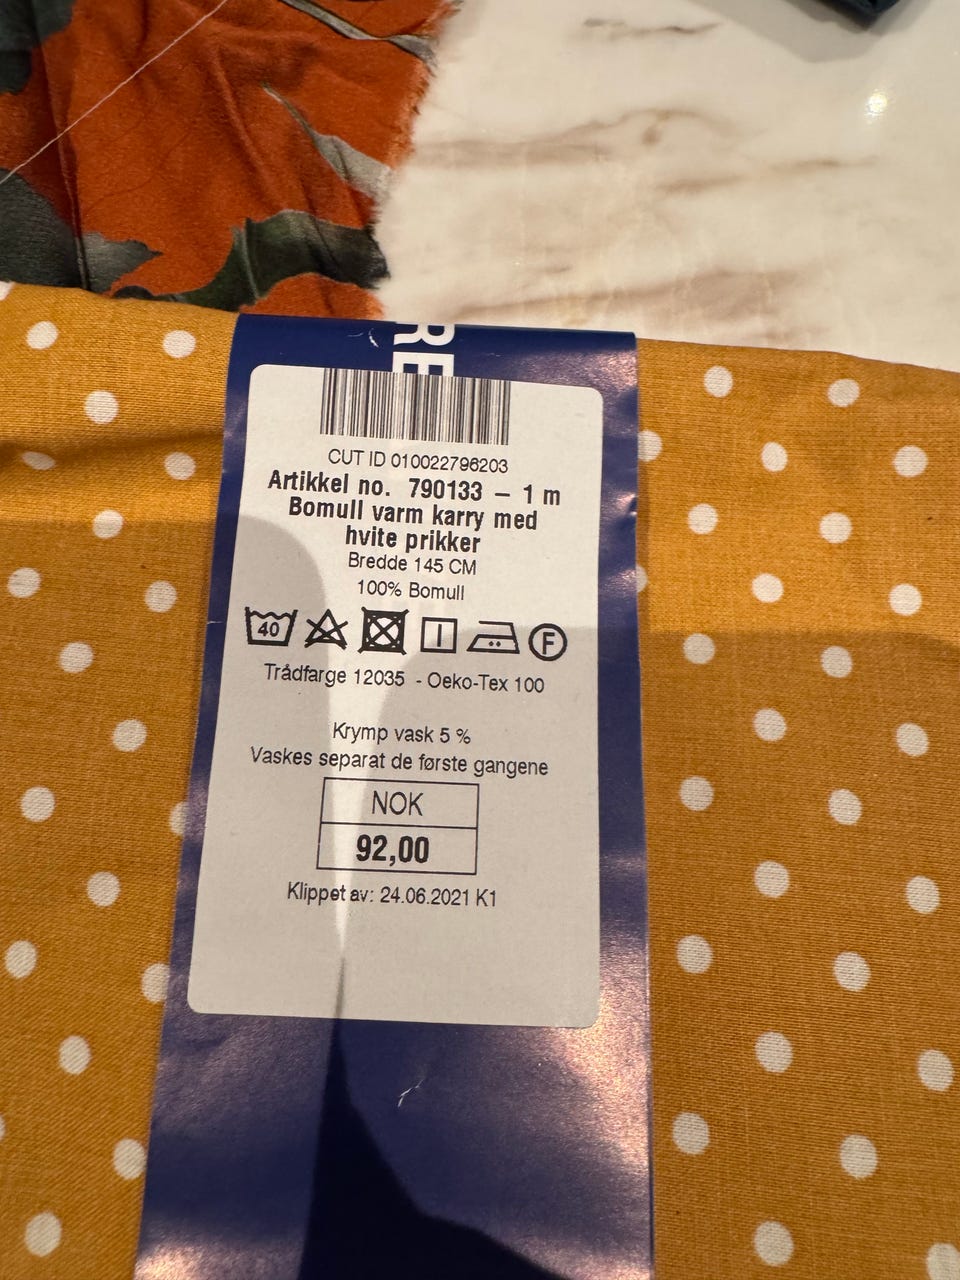 RE
CUT ID 010022796203
Artikkel no. 790133 – 1 m
Bomull varm karry med
hvite prikker
Bredde 145 CM
100% Bomull
40 F
Trådfarge 12035 - Oeko-Tex 100
Krymp vask 5 %
Vaskes separat de første gangene
NOK
92,00
Klippet av: 24.06.2021 K1